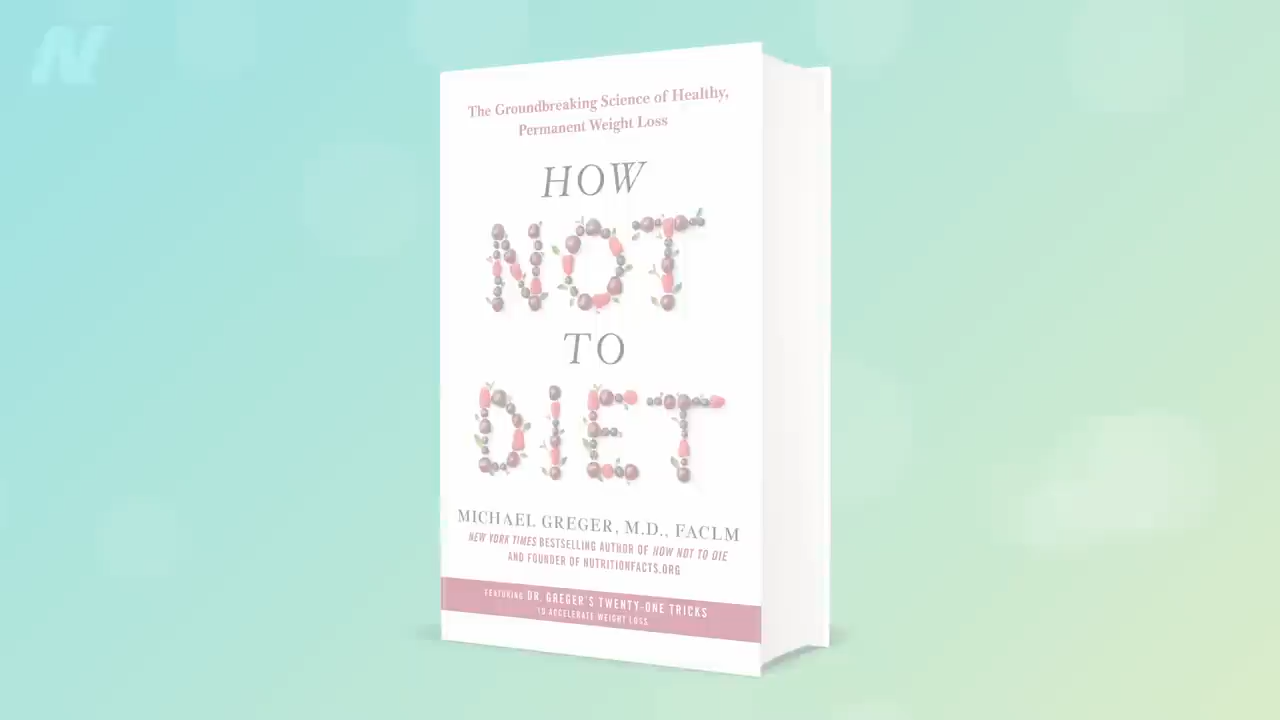 N
The Groundbreaking Science of Healthy,
Permanent Weight Loss
HOW
NOT
TO
DIET
MICHAEL GREGER, M.D., FACLM
NEW YORK TIMES BESTSELLING AUTHOR OF HOW NOT TO DIE
AND FOUNDER OF NUTRITIONFACTS.ORG
FEATURING DR. GREGER'S TWENTY-ONE TRICKS
TO ACCELERATE WEIGHT LOSS